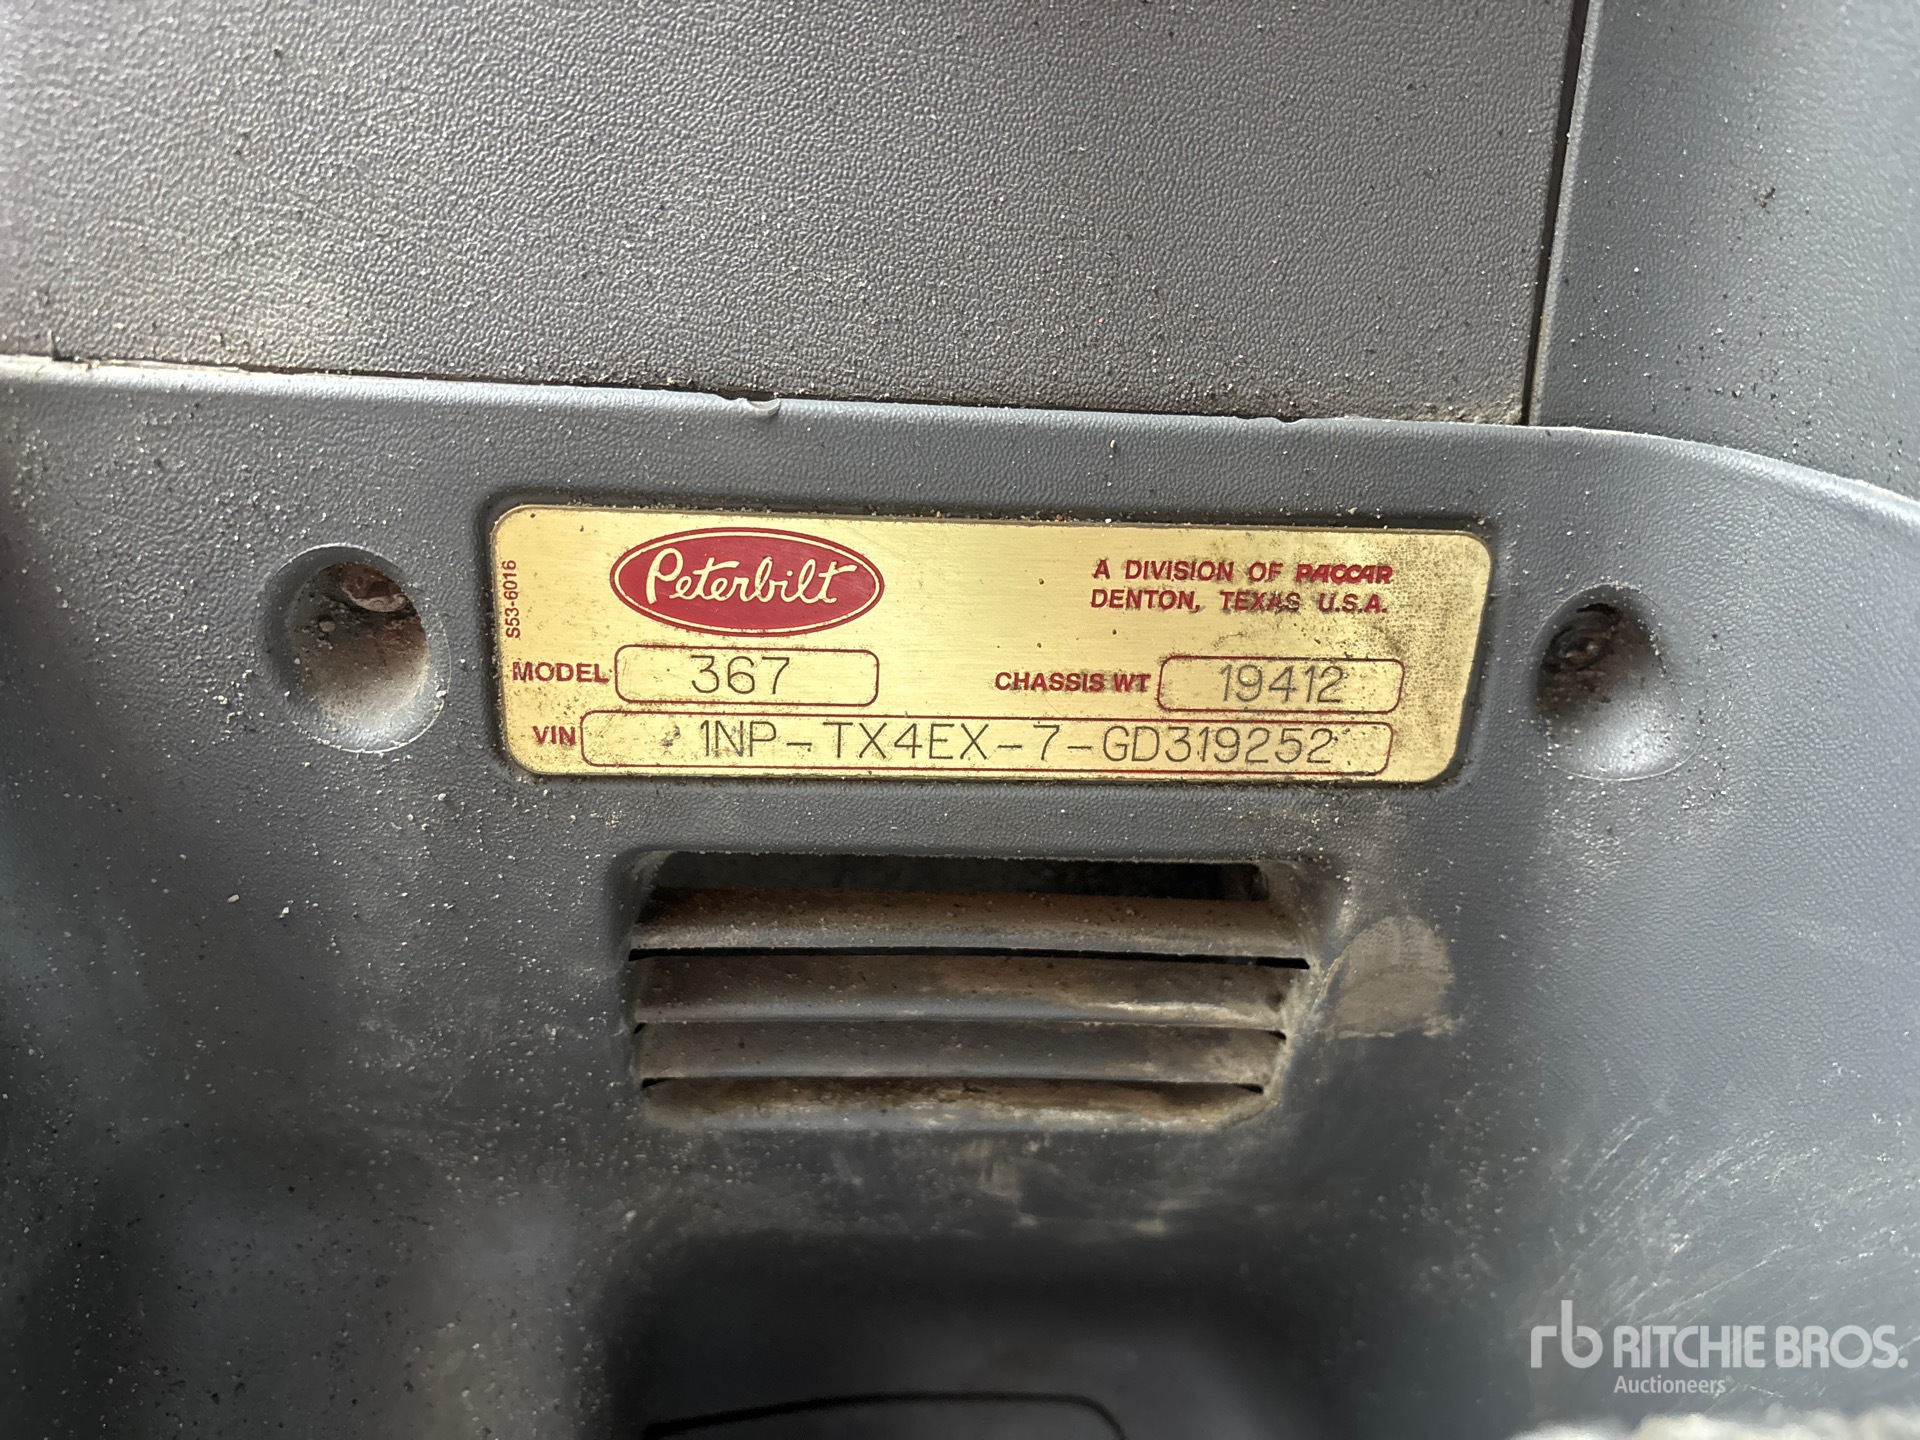 S53-6016
Peterbilt
A DIVISION OF PACCAR
DENTON, TEXAS U.S.A.
MODEL 367
CHASSIS WT 19412
VIN 1NP-TX4EX-7-GD319252
rb RITCHIE BROS.
Auctioneers